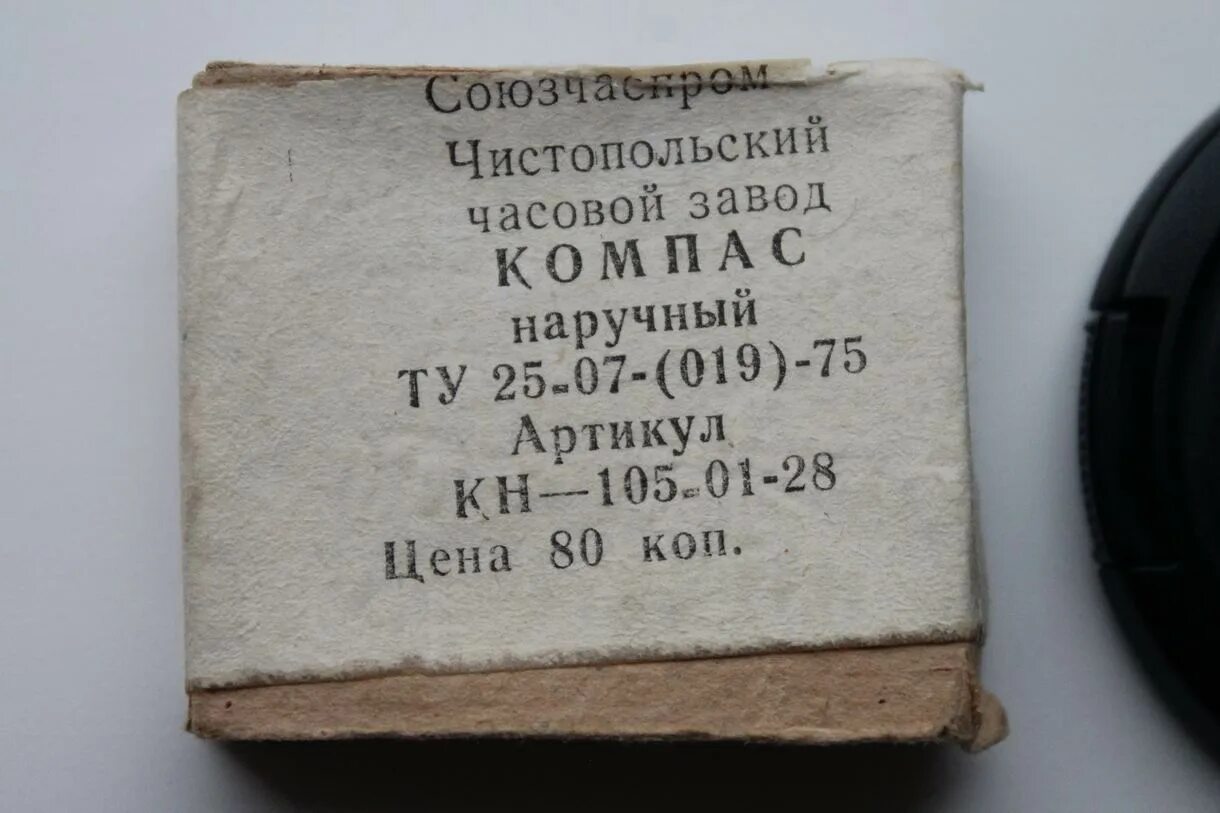 Союзчаспром
Чистопольский
часовой завод
КОМПАС
наручный
ТУ 25-07-(019)-75
Артикул
КН—105-01-28
Цена 80 коп.